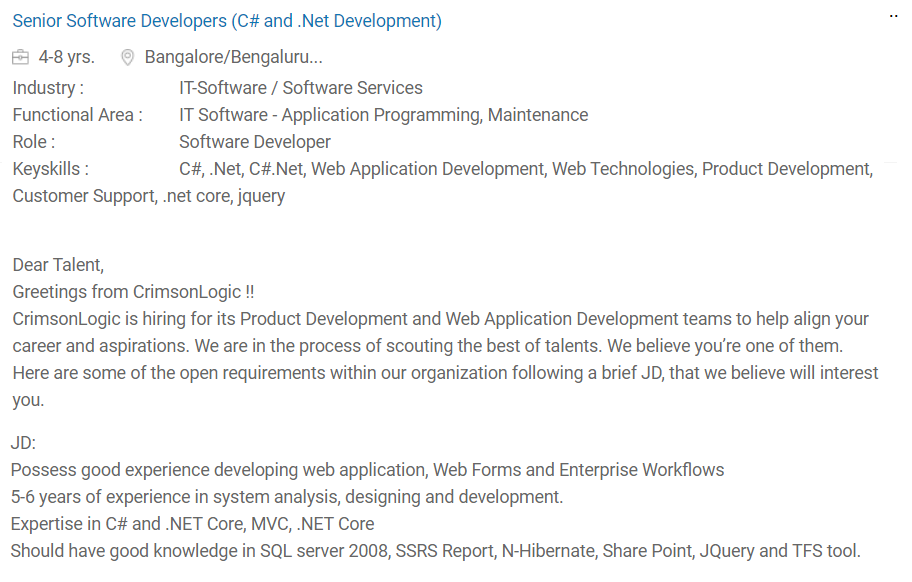 Senior Software Developers (C# and .Net Development)
..
4-8 yrs. Bangalore/Bengaluru...
Industry : IT-Software / Software Services
Functional Area : IT Software - Application Programming, Maintenance
Role : Software Developer
Keyskills : C#, .Net, C#.Net, Web Application Development, Web Technologies, Product Development,
Customer Support, .net core, jquery
Dear Talent,
Greetings from CrimsonLogic !!
CrimsonLogic is hiring for its Product Development and Web Application Development teams to help align your
career and aspirations. We are in the process of scouting the best of talents. We believe you’re one of them.
Here are some of the open requirements within our organization following a brief JD, that we believe will interest
you.
JD:
Possess good experience developing web application, Web Forms and Enterprise Workflows
5-6 years of experience in system analysis, designing and development.
Expertise in C# and .NET Core, MVC, .NET Core
Should have good knowledge in SQL server 2008, SSRS Report, N-Hibernate, Share Point, JQuery and TFS tool.